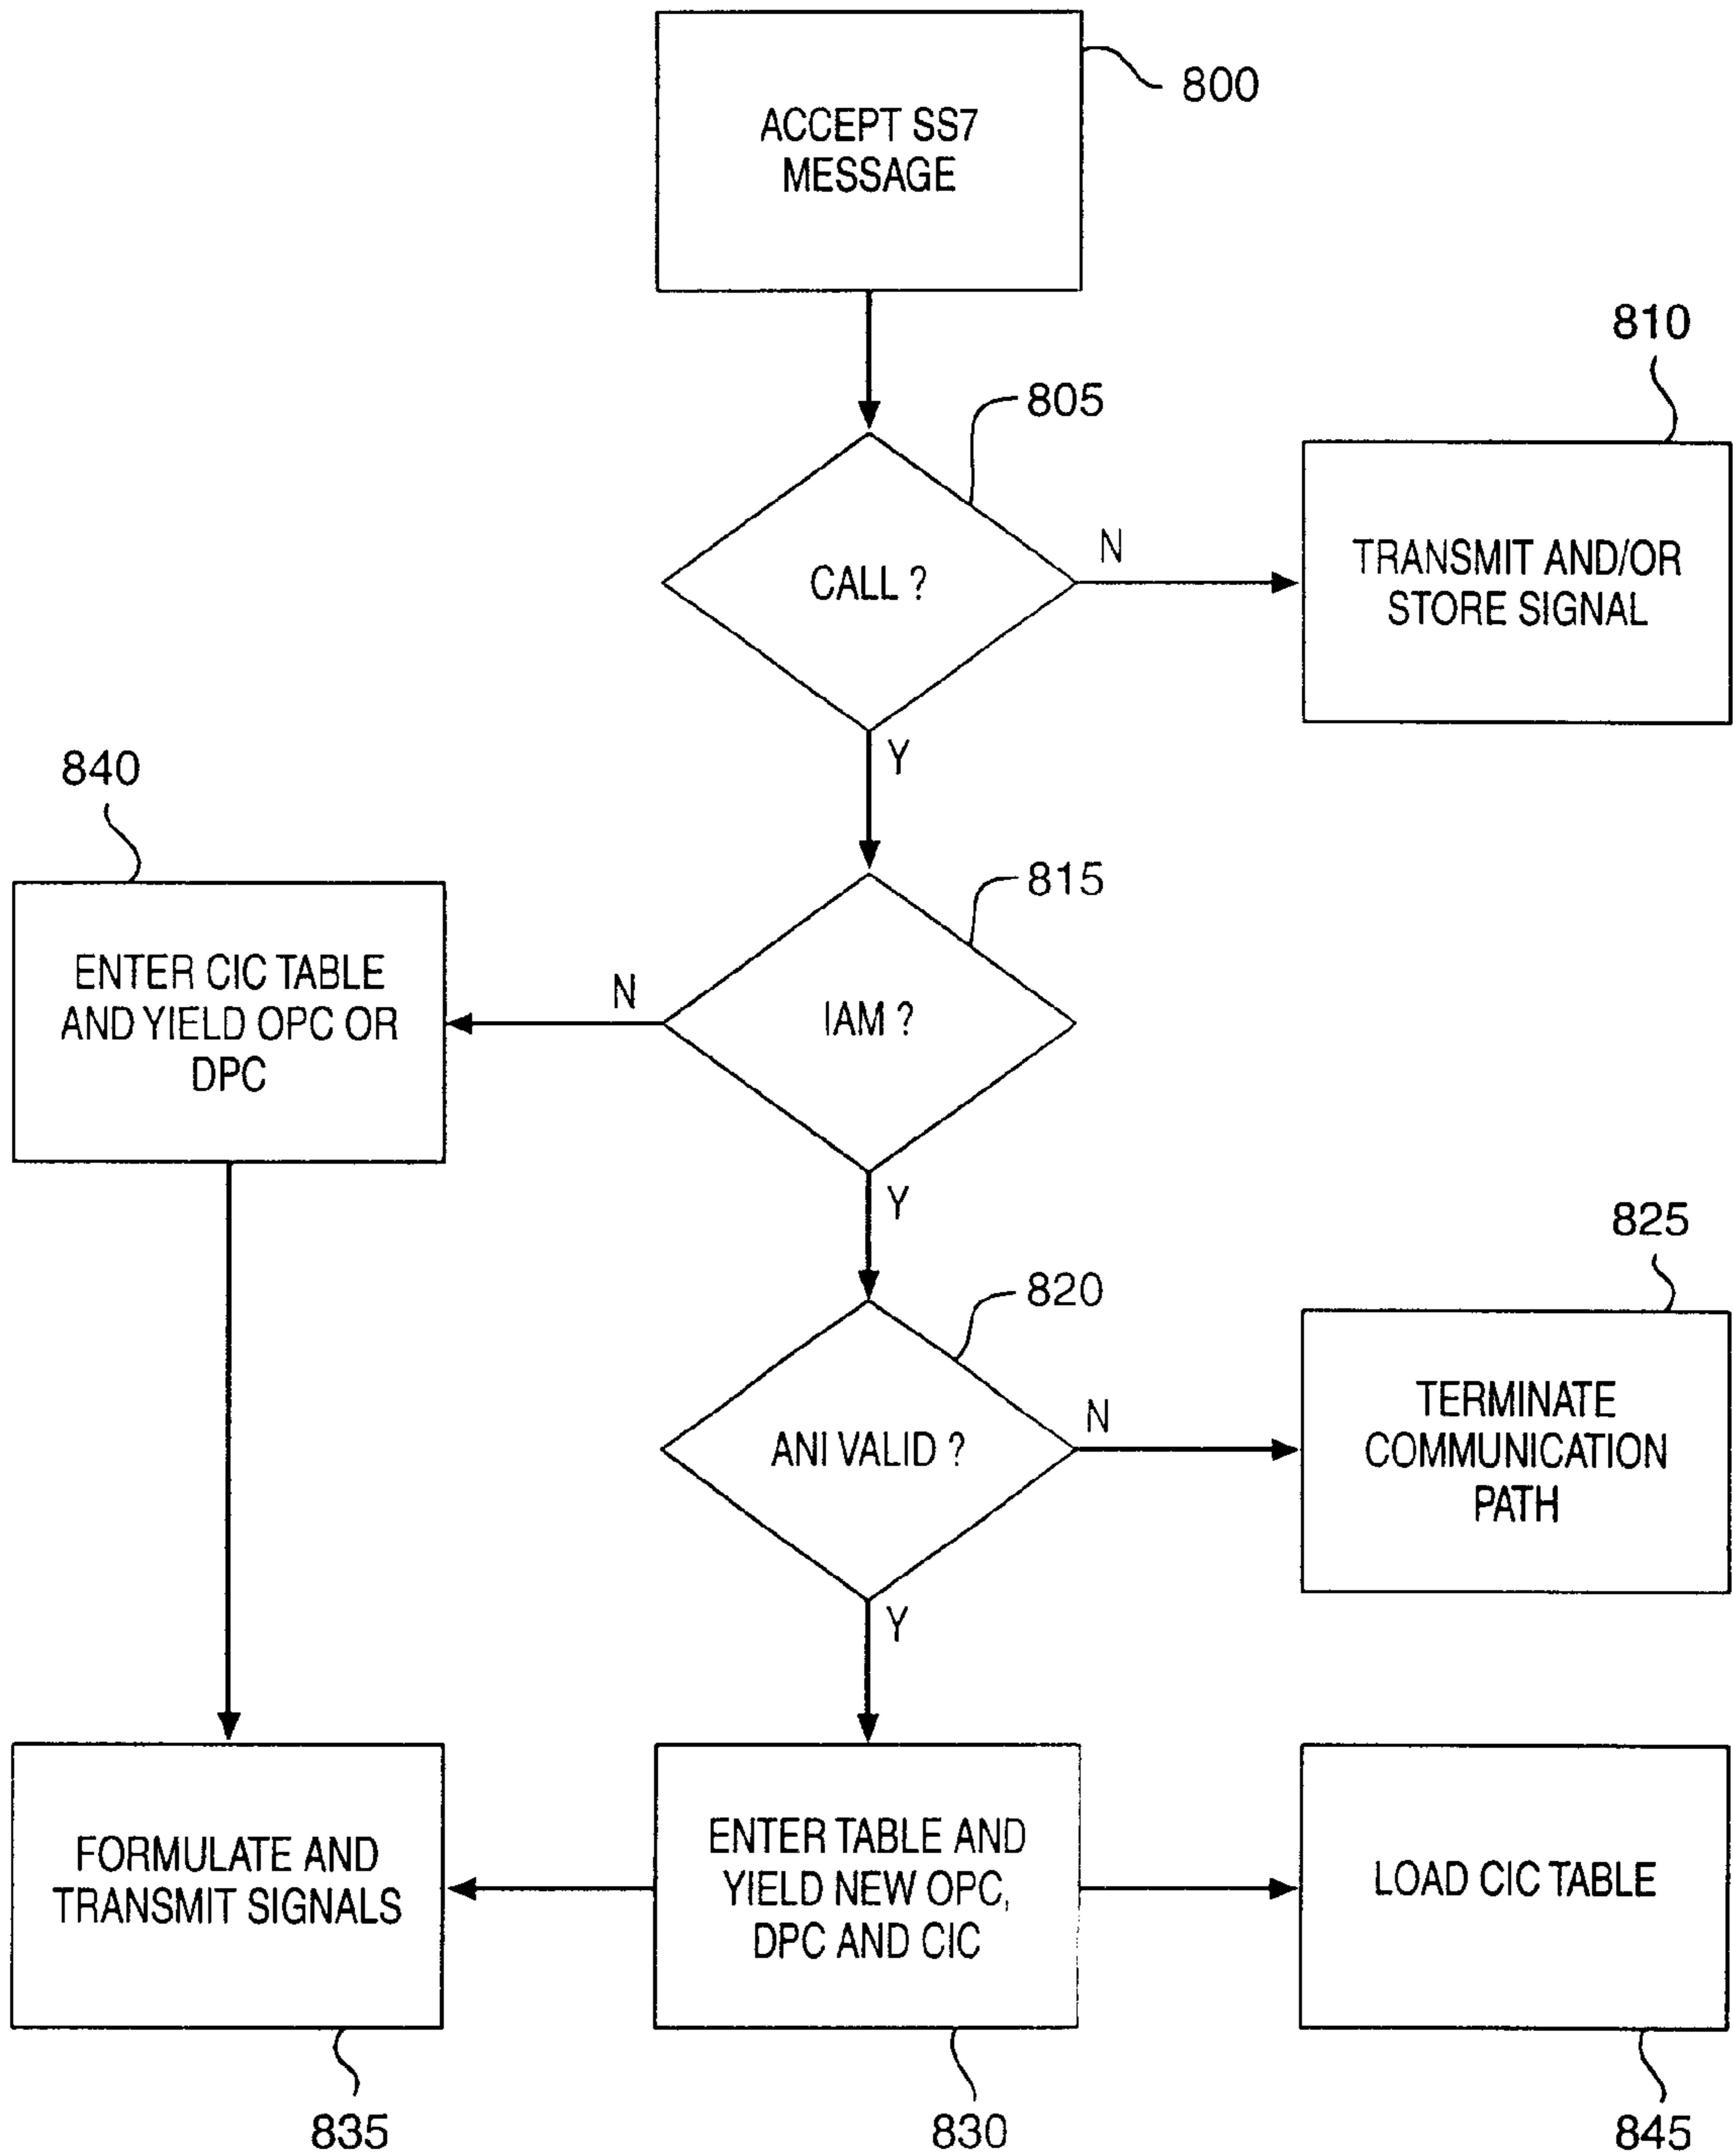 ACCEPT SS7
MESSAGE
800
805
810
CALL ?
N
TRANSMIT AND/OR
STORE SIGNAL
Y
840
815
ENTER CIC TABLE
AND YIELD OPC OR
DPC
N
IAM ?
Y
820
825
ANI VALID ?
N
TERMINATE
COMMUNICATION
PATH
Y
FORMULATE AND
TRANSMIT SIGNALS
ENTER TABLE AND
YIELD NEW OPC,
DPC AND CIC
LOAD CIC TABLE
835
830
845